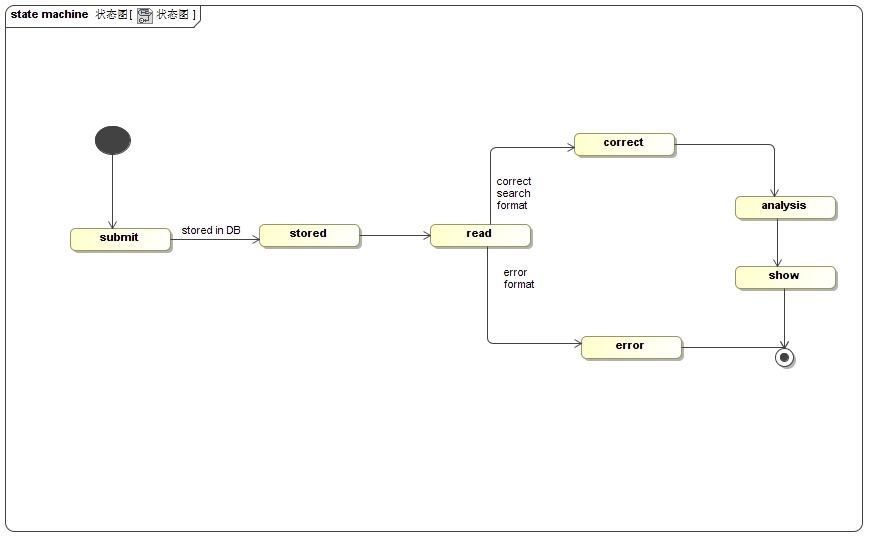 state machine 状态图[ 状态图 ]
correct
correct
search
format
analysis
submit
stored in DB
stored
read
error
format
show
error